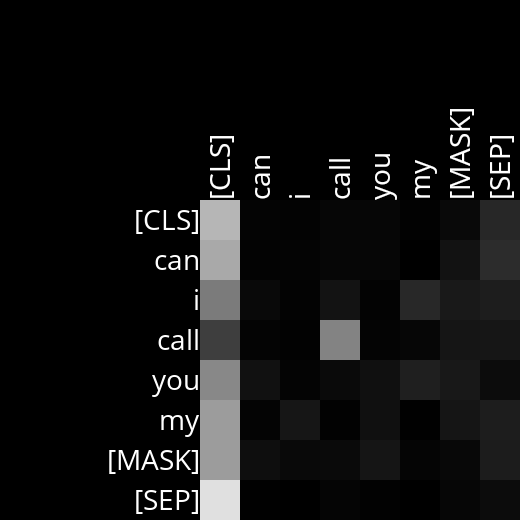 [CLS] can i call you my [MASK] [SEP]
[CLS]
can
i
call
you
my
[MASK]
[SEP]